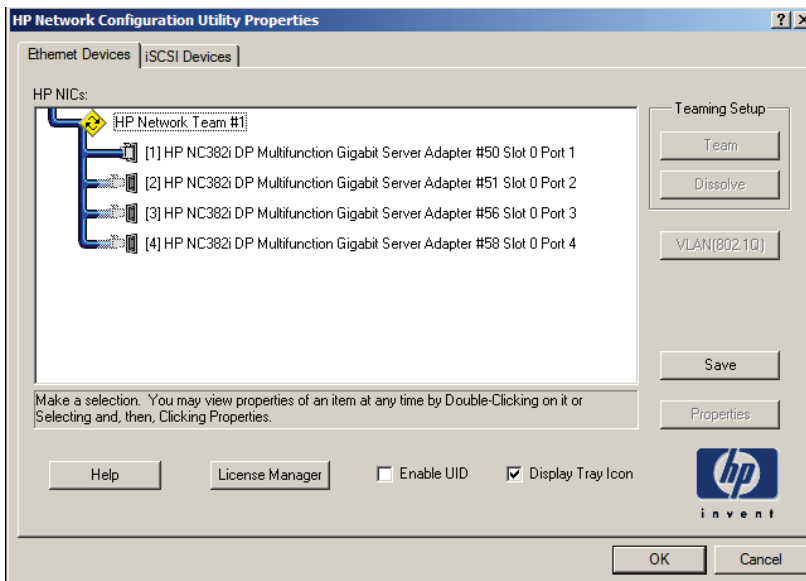 HP Network Configuration Utility Properties
Ethernet Devices
iSCSI Devices
HP NICs:
HP Network Team #1
[1] HP NC382i DP Multifunction Gigabit Server Adapter #50 Slot 0 Port 1
[2] HP NC382i DP Multifunction Gigabit Server Adapter #51 Slot 0 Port 2
[3] HP NC382i DP Multifunction Gigabit Server Adapter #56 Slot 0 Port 3
[4] HP NC382i DP Multifunction Gigabit Server Adapter #58 Slot 0 Port 4
Teaming Setup
Team
Dissolve
VLAN(802.1Q)
Save
Make a selection. You may view properties of an item at any time by Double-Clicking on it or
Selecting and, then, Clicking Properties.
Properties
Help
License Manager
Enable UID
Display Tray Icon
hp
invent
OK
Cancel